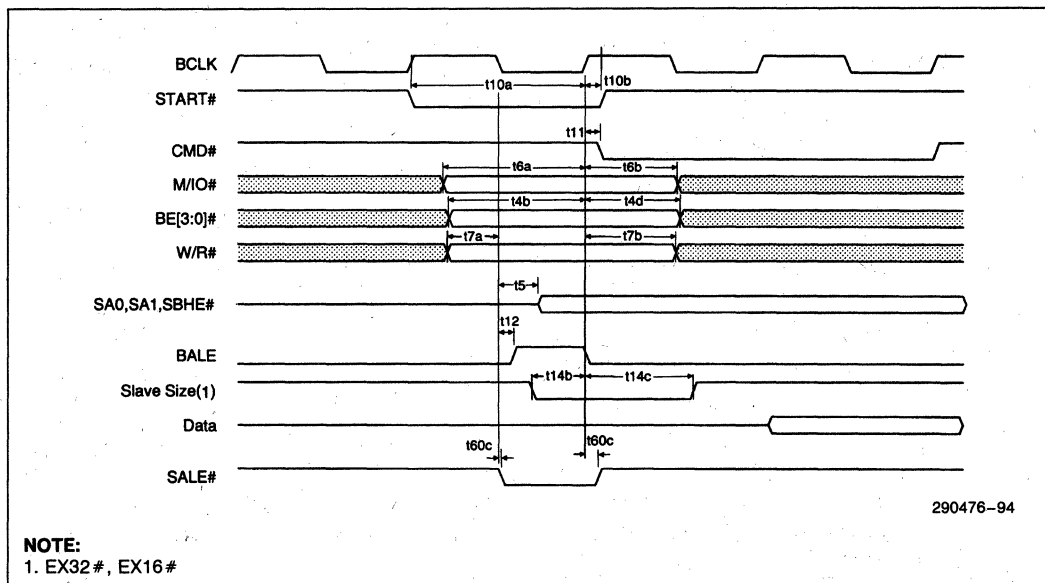 BCLK
t10a
t10b
START#
t11
CMD#
t6a
t6b
M/IO#
t4b
t4d
BE[3:0]#
t7a
t7b
W/R#
t5
SA0,SA1,SBHE#
t12
BALE
t14b
t14c
Slave Size(1)
Data
t60c
t60c
SALE#
290476–94
NOTE:
1. EX32#, EX16#